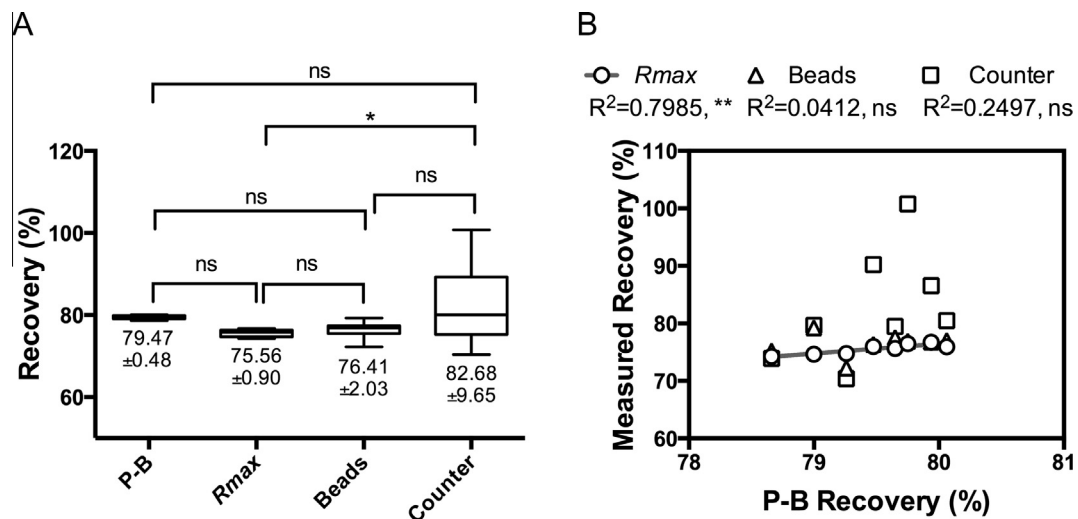 A
ns
*
ns
ns
ns
ns
120
100
80
60
Recovery (%)
79.47
±0.48
75.56
±0.90
76.41
±2.03
82.68
±9.65
P-B
Rmax
Beads
Counter
B
Rmax
Beads
Counter
R²=0.7985, **
R²=0.0412, ns
R²=0.2497, ns
110
100
90
80
70
60
Measured Recovery (%)
78
79
80
81
P-B Recovery (%)